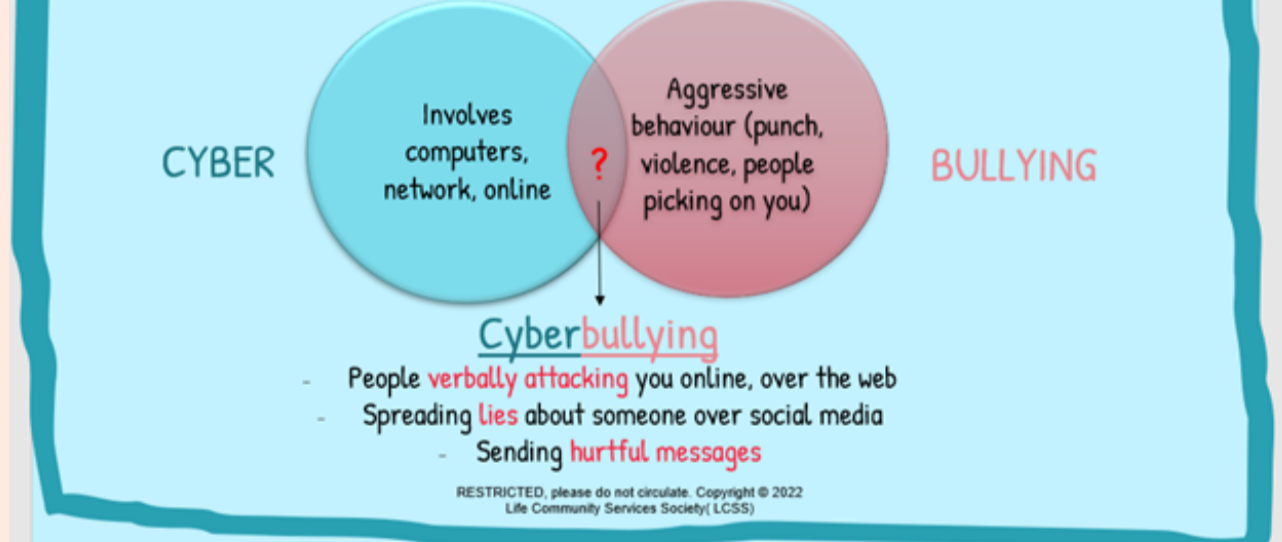 CYBER
Involves
computers,
network, online
?
Aggressive
behaviour (punch,
violence, people
picking on you)
BULLYING
Cyberbullying
- People verbally attacking you online, over the web
- Spreading lies about someone over social media
- Sending hurtful messages
RESTRICTED, please do not circulate. Copyright © 2022
Life Community Services Society( LCSS)